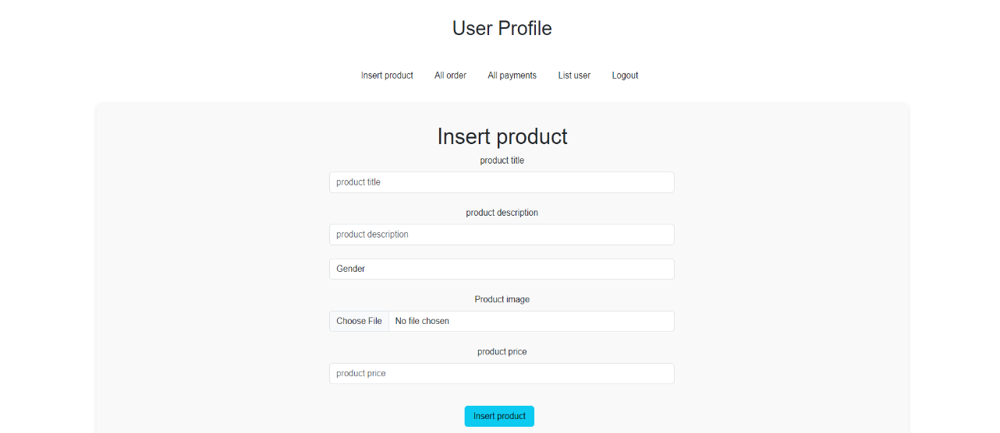 User Profile
Insert product All order All payments List user Logout
Insert product
product title
product title
product description
product description
Gender
Product image
Choose File No file chosen
product price
product price
Insert product